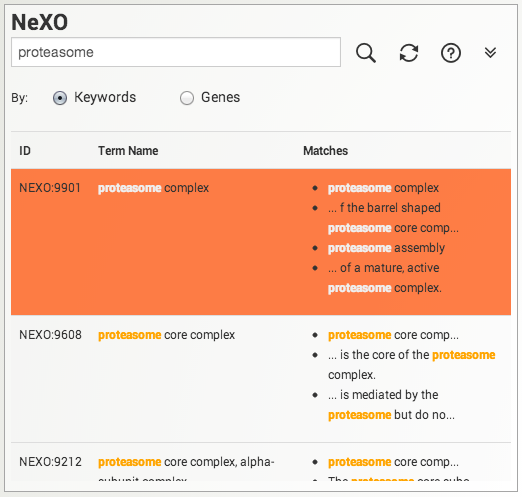 NeXO
proteasome
By: Keywords Genes
ID Term Name Matches
NEXO:9901 proteasome complex
• proteasome complex
• ... f the barrel shaped
proteasome core comp...
• proteasome assembly
• ... of a mature, active
proteasome complex.
NEXO:9608 proteasome core complex
• proteasome core comp...
• ... is the core of the proteasome
complex.
• ... is mediated by the
proteasome but do no...
NEXO:9212 proteasome core complex, alpha-
subunit complex
• proteasome core comp...
• The proteasome core subu